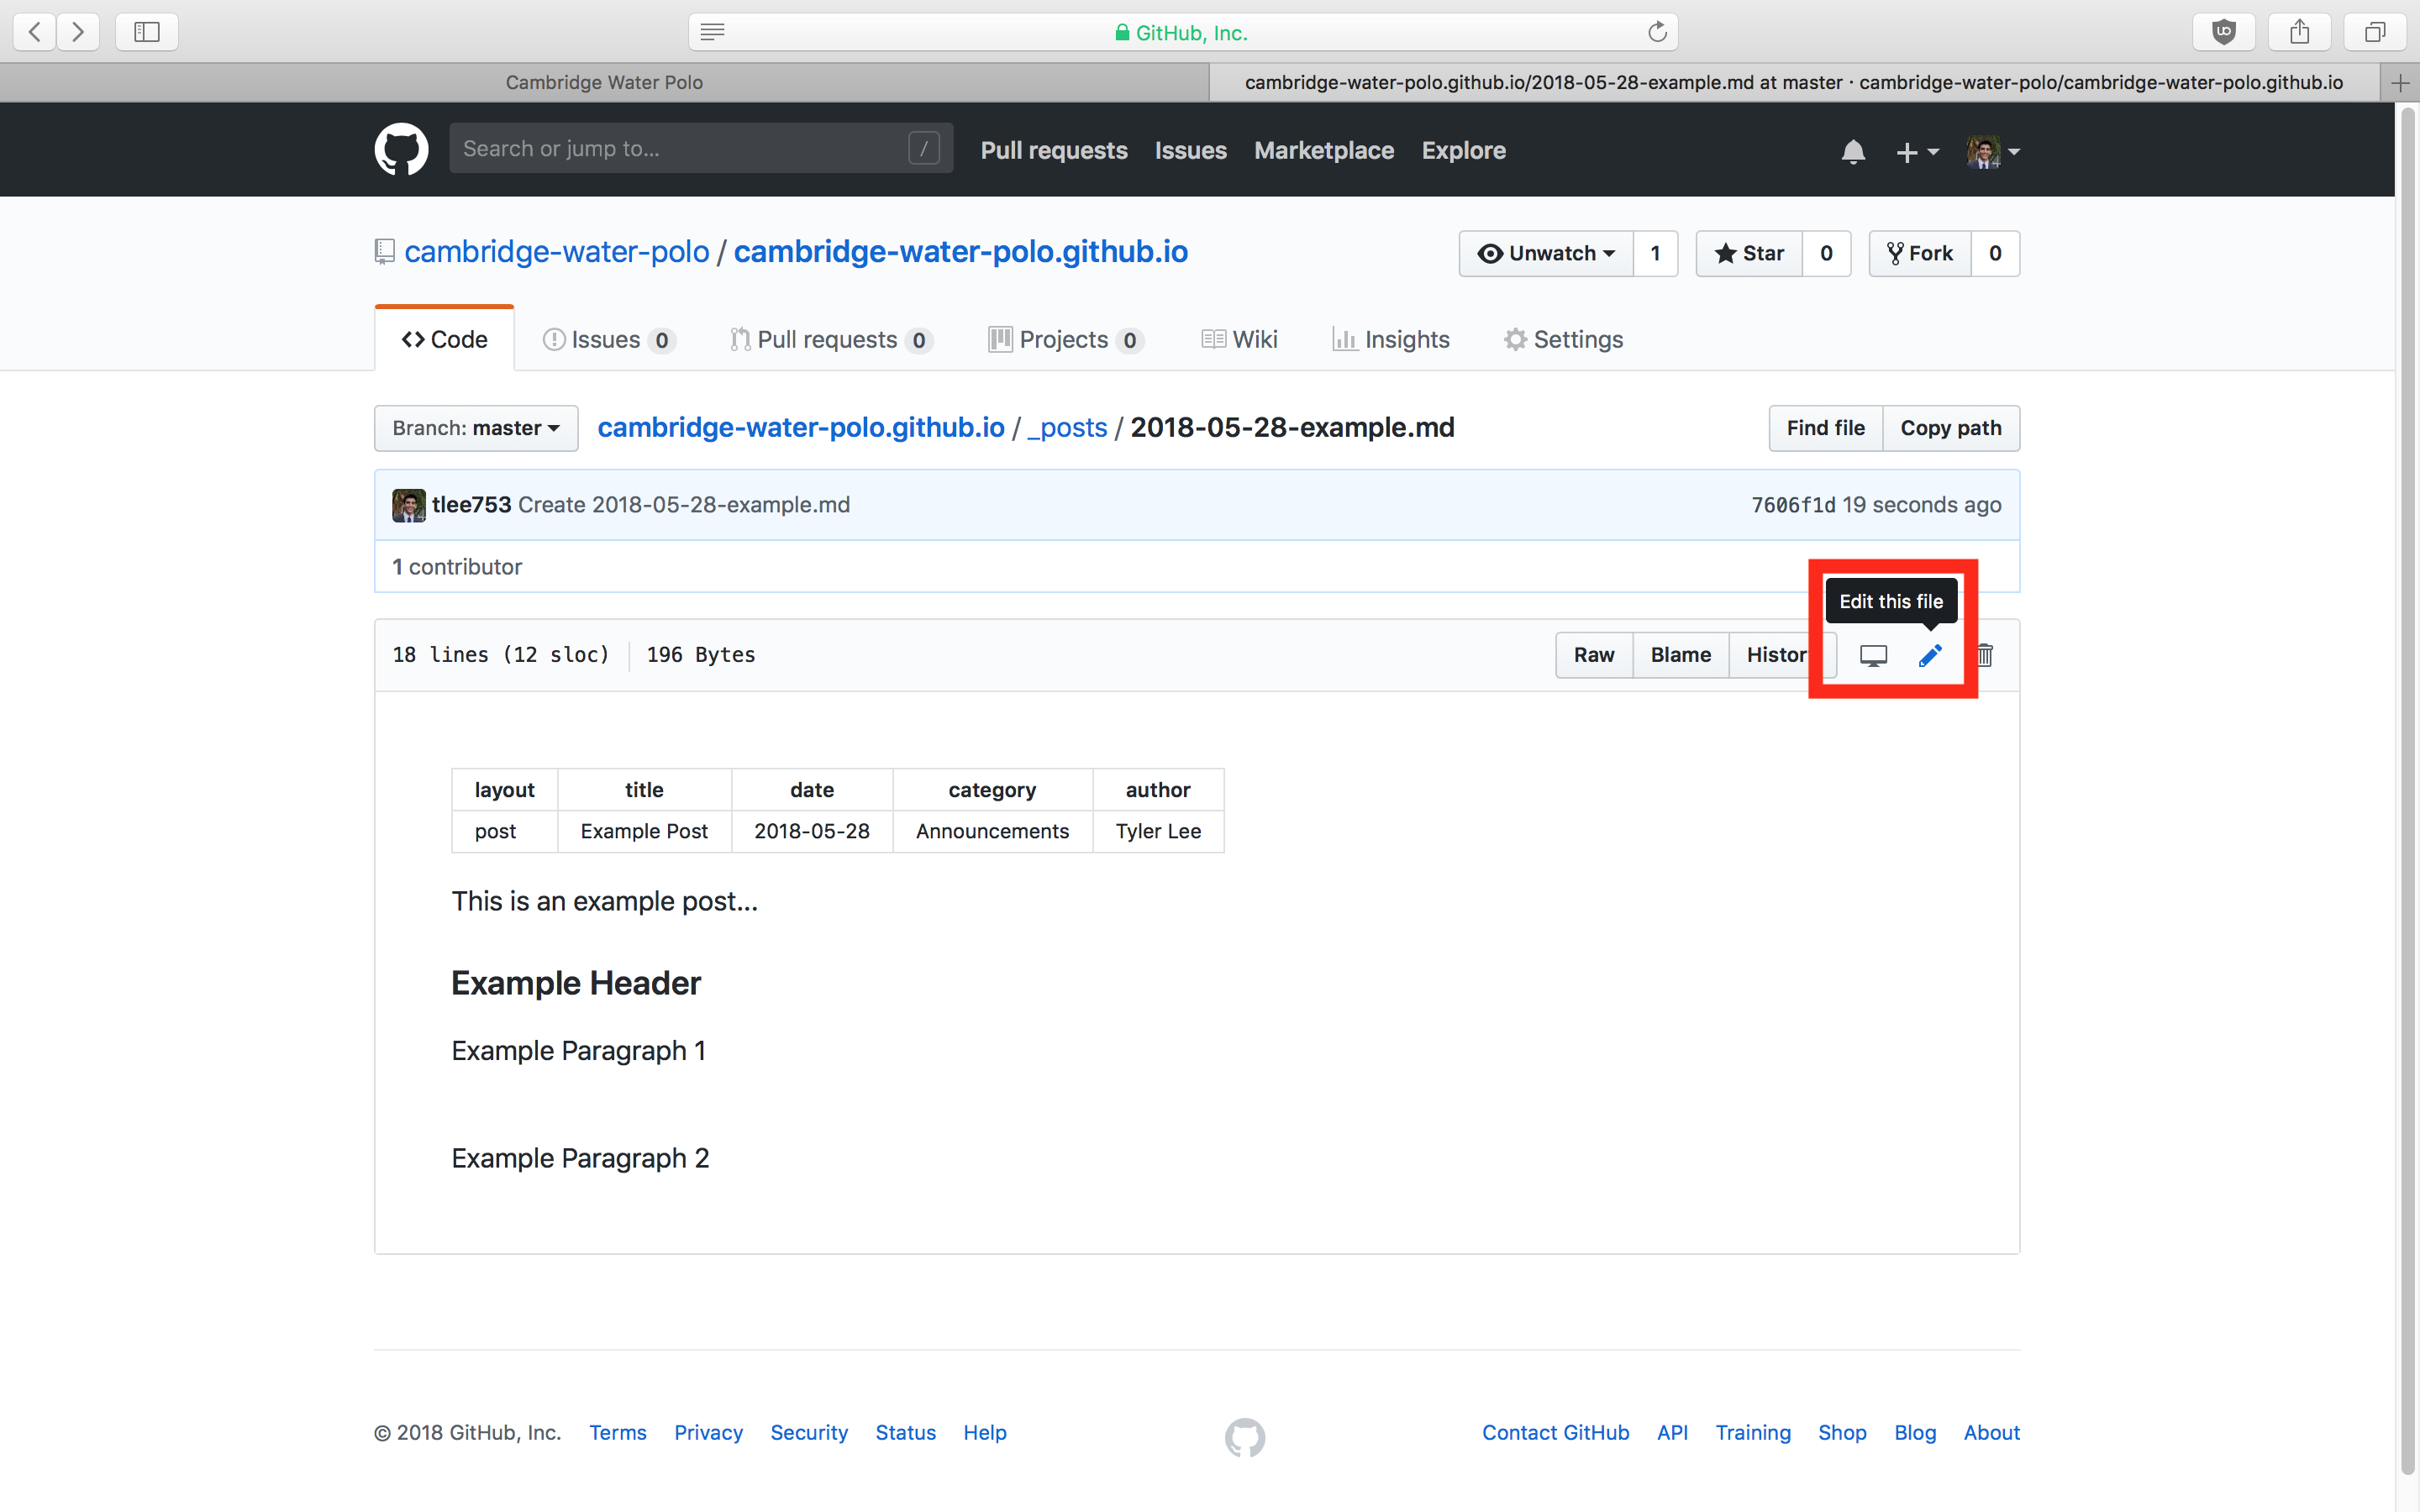 GitHub, Inc.
Cambridge Water Polo
cambridge-water-polo.github.io/2018-05-28-example.md at master · cambridge-water-polo/cambridge-water-polo.github.io
Search or jump to... / Pull requests Issues Marketplace Explore
cambridge-water-polo / cambridge-water-polo.github.io Unwatch 1 Star 0 Fork 0
Code Issues 0 Pull requests 0 Projects 0 Wiki Insights Settings
Branch: master cambridge-water-polo.github.io / _posts / 2018-05-28-example.md Find file Copy path
tlee753 Create 2018-05-28-example.md 7606f1d 19 seconds ago
1 contributor
Edit this file
18 lines (12 sloc) 196 Bytes Raw Blame Histor
layout title date category author
post Example Post 2018-05-28 Announcements Tyler Lee
This is an example post...
Example Header
Example Paragraph 1
Example Paragraph 2
© 2018 GitHub, Inc. Terms Privacy Security Status Help Contact GitHub API Training Shop Blog About